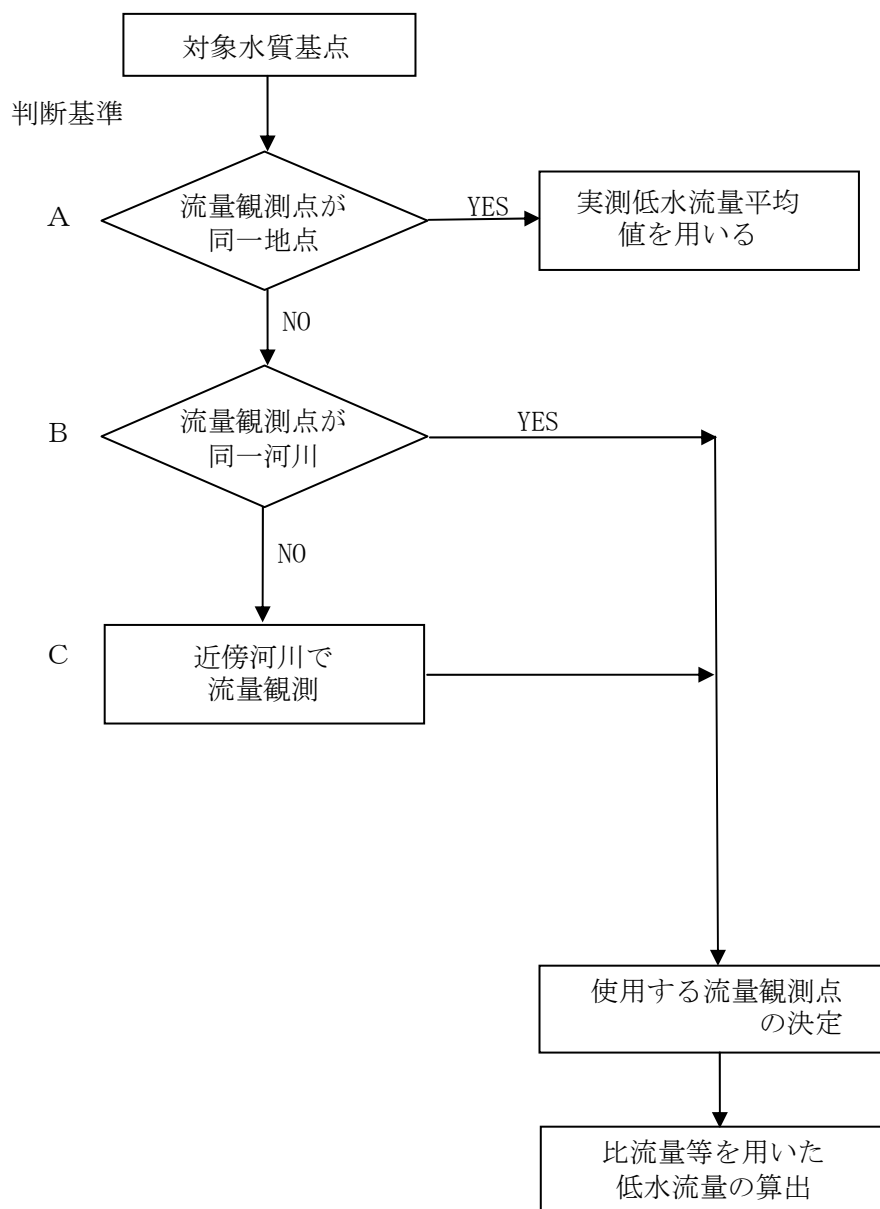 対象水質基点
判断基準
A
流量観測点が
同一地点
YES
実測低水流量平均
値を用いる
NO
B
流量観測点が
同一河川
YES
NO
C
近傍河川で
流量観測
使用する流量観測点
の決定
比流量等を用いた
低水流量の算出